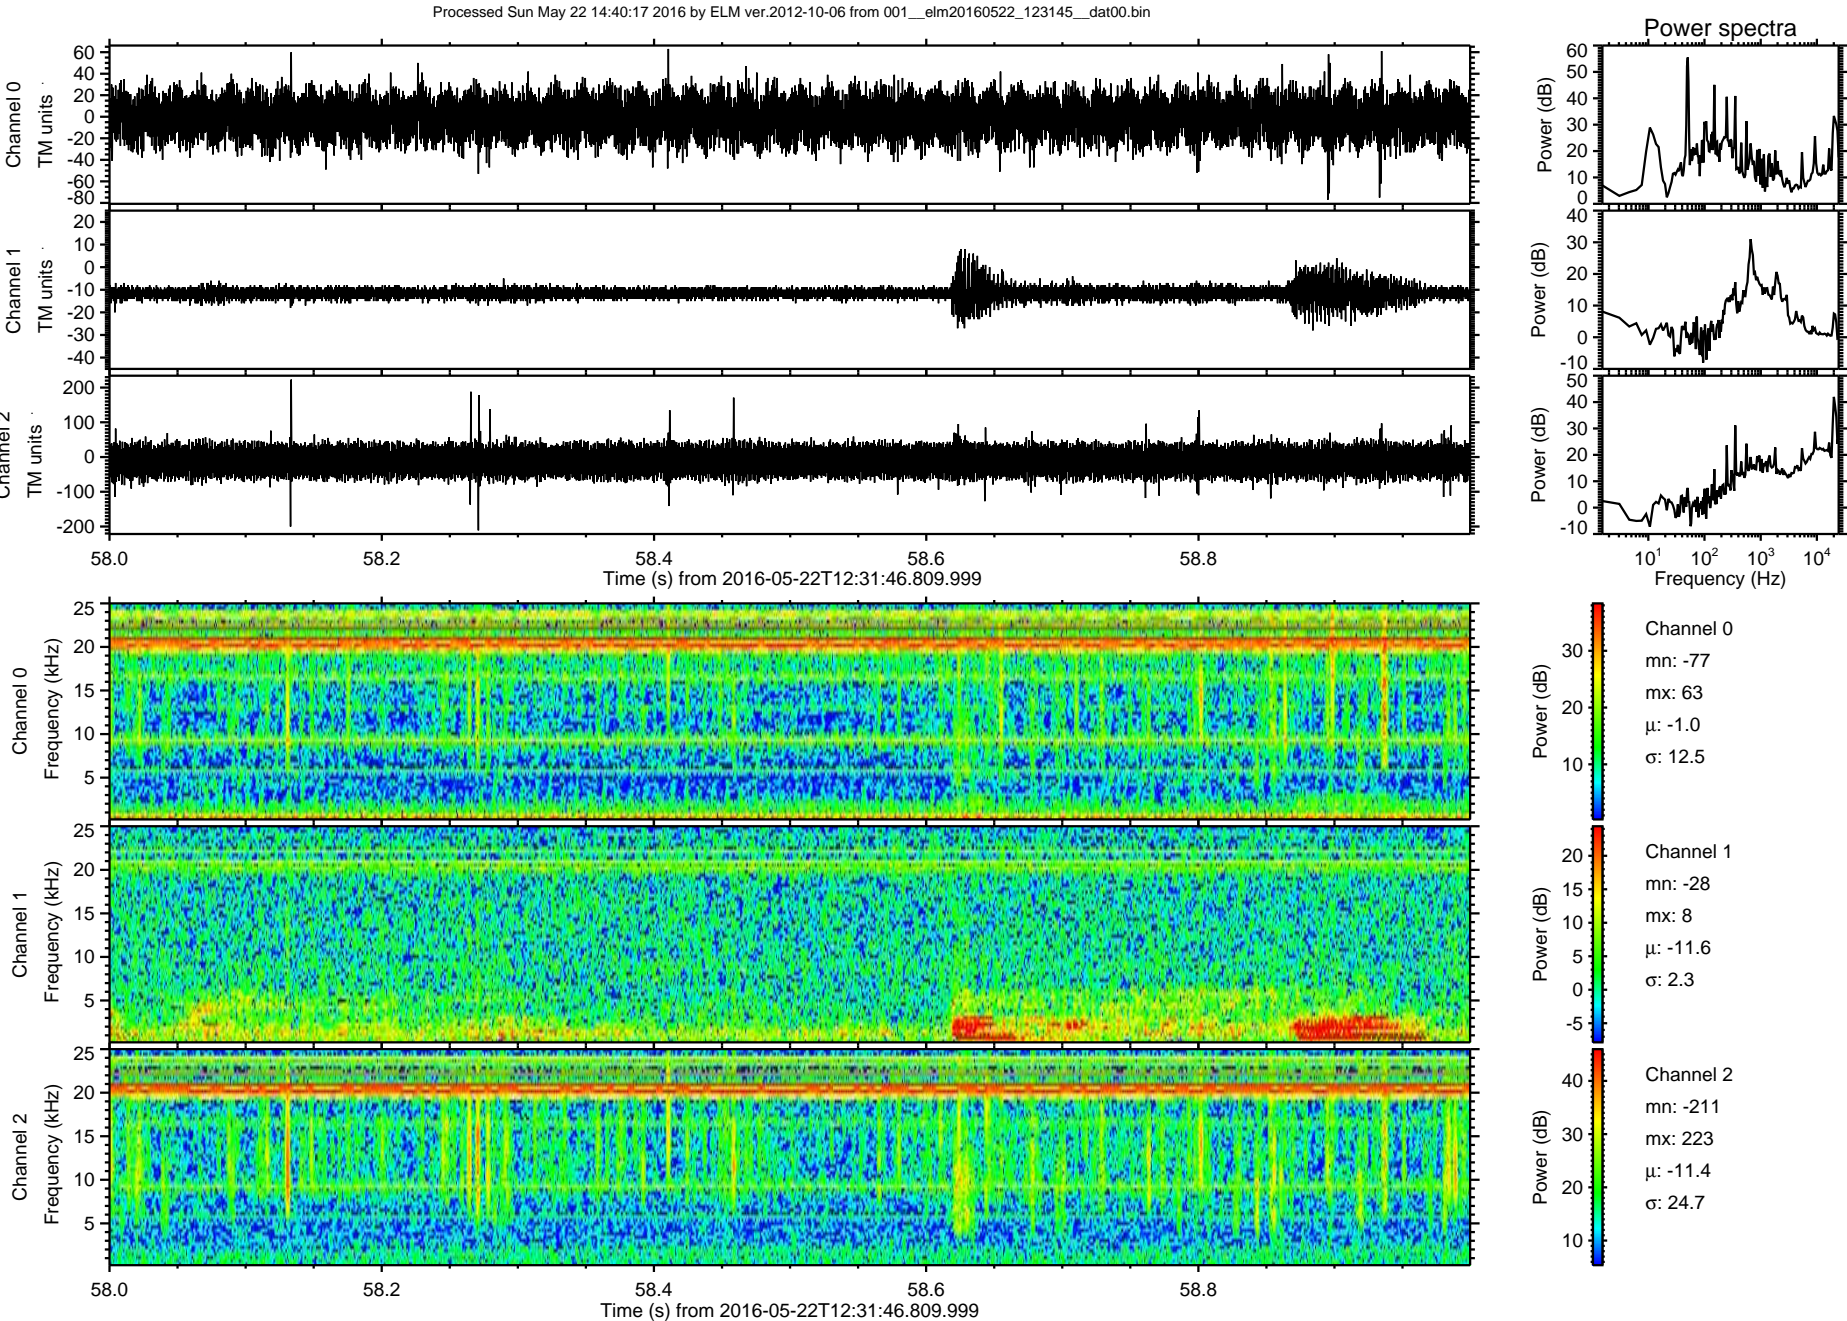 Processed Sun May 22 14:40:17 2016 by ELM ver.2012-10-06 from 001__elm20160522_123145__dat00.bin
Power spectra
Channel 0
TM units
60
40
20
0
-20
-40
-60
-80
Power (dB)
60
50
40
30
20
10
0
Channel 1
TM units
20
10
0
-10
-20
-30
-40
Power (dB)
40
30
20
10
0
-10
Channel 2
TM units
200
100
0
-100
-200
Power (dB)
50
40
30
20
10
0
-10
58.0 58.2 58.4 58.6 58.8
Time (s) from 2016-05-22T12:31:46.809.999
10¹ 10² 10³ 10⁴
Frequency (Hz)
Channel 0
Frequency (kHz)
25
20
15
10
5
Power (dB)
30
20
10
Channel 0
mn: -77
mx: 63
μ: -1.0
σ: 12.5
Channel 1
Frequency (kHz)
25
20
15
10
5
Power (dB)
20
15
10
5
0
-5
Channel 1
mn: -28
mx: 8
μ: -11.6
σ: 2.3
Channel 2
Frequency (kHz)
25
20
15
10
5
Power (dB)
40
30
20
10
Channel 2
mn: -211
mx: 223
μ: -11.4
σ: 24.7
58.0 58.2 58.4 58.6 58.8
Time (s) from 2016-05-22T12:31:46.809.999